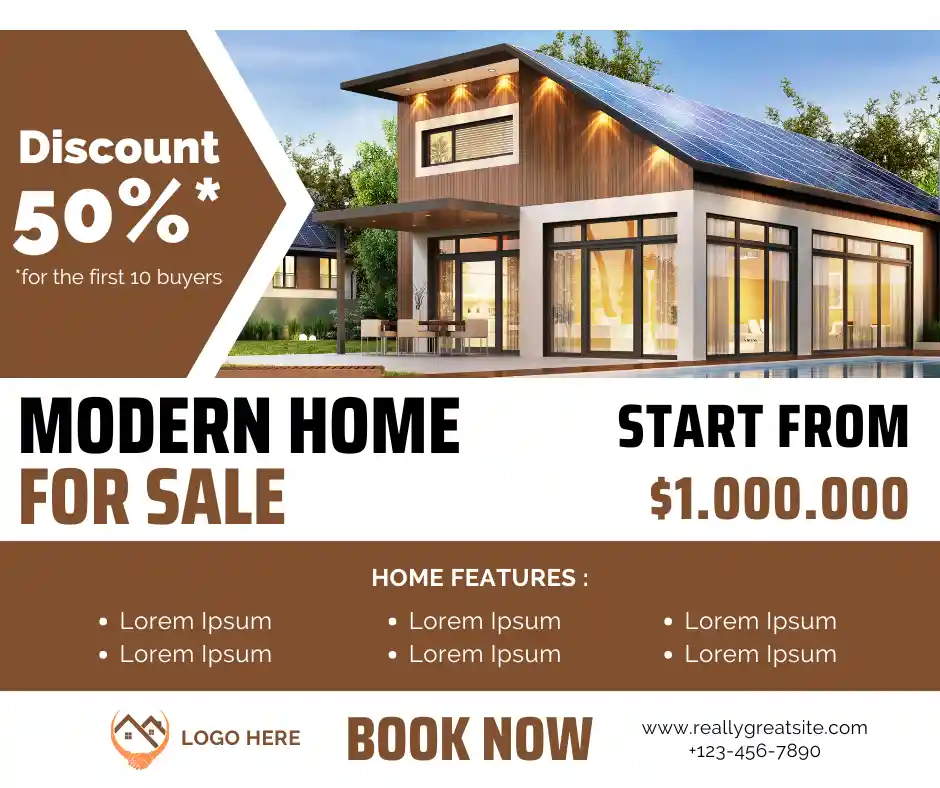 Discount
50%*
*for the first 10 buyers
MODERN HOME
FOR SALE
START FROM
$1.000.000
HOME FEATURES :
• Lorem Ipsum
• Lorem Ipsum
• Lorem Ipsum
• Lorem Ipsum
• Lorem Ipsum
• Lorem Ipsum
LOGO HERE
BOOK NOW
www.reallygreatsite.com
+123-456-7890